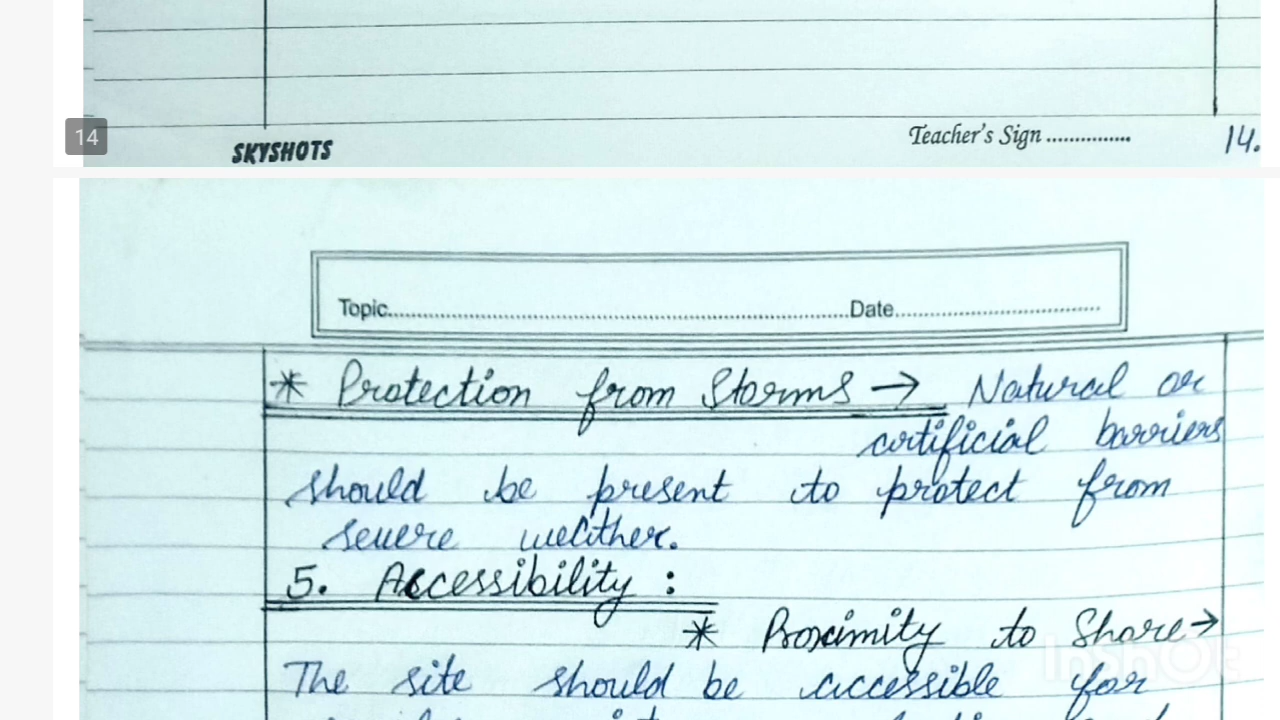 14
SKYSHOTS
Teacher's Sign ...............
14.
Topic..........Date..........
* Protection from Storms → Natural or
artificial barriers
should be present to protect from
severe weather.
5. Accessibility :
* Proximity to Shore →
The site should be accessible for
InShOt